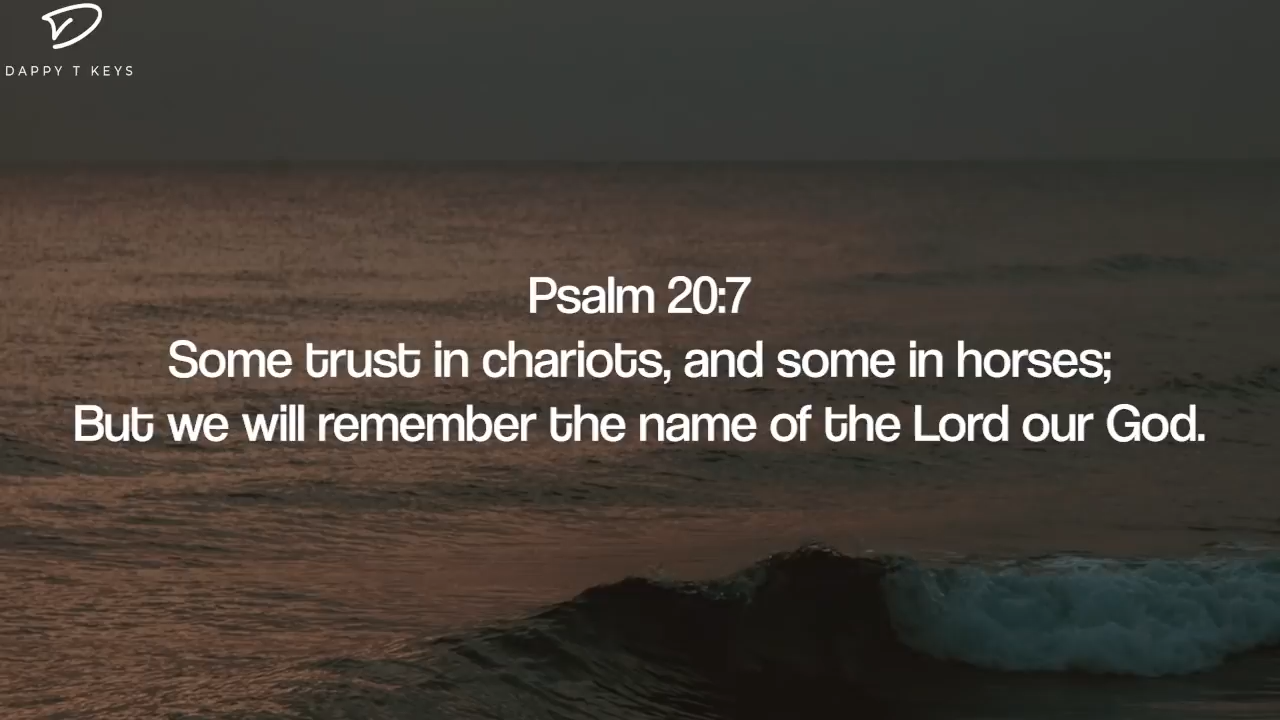 DAPPY T KEYS
Psalm 20:7
Some trust in chariots, and some in horses;
But we will remember the name of the Lord our God.